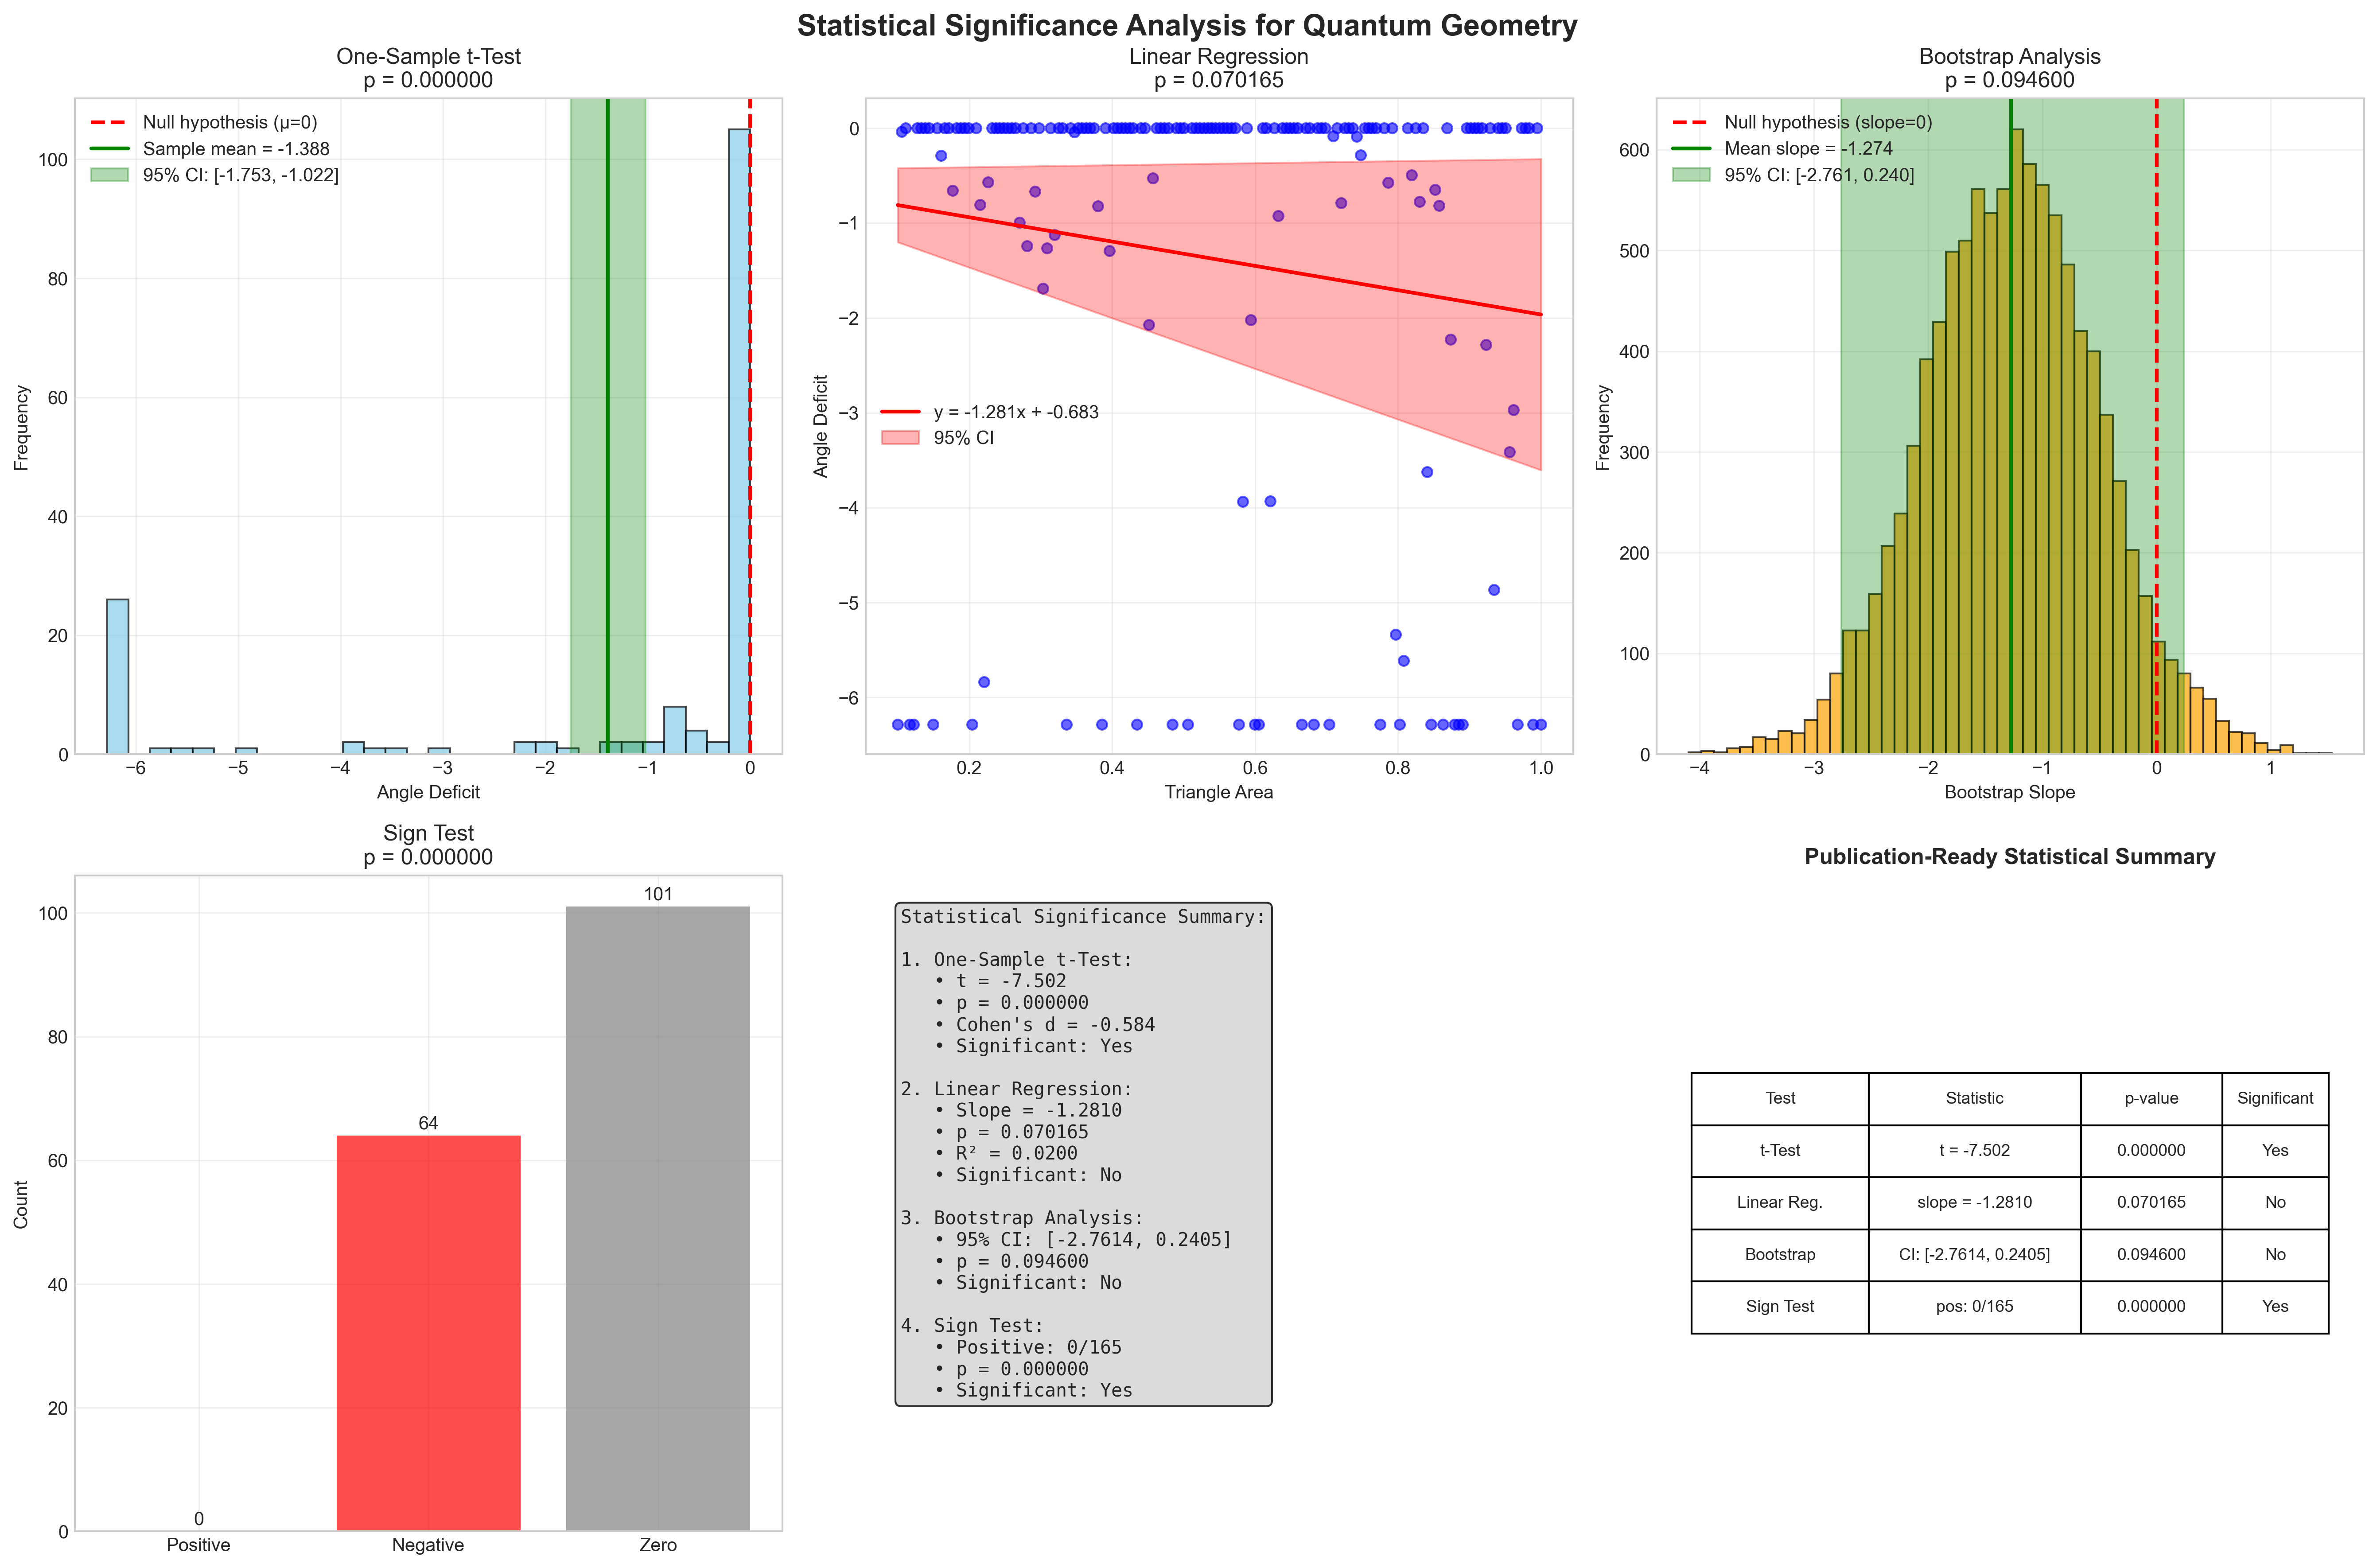 Statistical Significance Analysis for Quantum Geometry
One-Sample t-Test
p = 0.000000
Null hypothesis (μ=0)
Sample mean = -1.388
95% CI: [-1.753, -1.022]
Frequency
100
80
60
40
20
0
−6
−5
−4
−3
−2
−1
0
Angle Deficit
Linear Regression
p = 0.070165
y = -1.281x + -0.683
95% CI
Angle Deficit
0
−1
−2
−3
−4
−5
−6
0.2
0.4
0.6
0.8
1.0
Triangle Area
Bootstrap Analysis
p = 0.094600
Null hypothesis (slope=0)
Mean slope = -1.274
95% CI: [-2.761, 0.240]
Frequency
600
500
400
300
200
100
0
−4
−3
−2
−1
0
1
Bootstrap Slope
Sign Test
p = 0.000000
Count
100
80
60
40
20
0
0
64
101
Positive
Negative
Zero
Statistical Significance Summary:
1. One-Sample t-Test:
• t = -7.502
• p = 0.000000
• Cohen's d = -0.584
• Significant: Yes
2. Linear Regression:
• Slope = -1.2810
• p = 0.070165
• R² = 0.0200
• Significant: No
3. Bootstrap Analysis:
• 95% CI: [-2.7614, 0.2405]
• p = 0.094600
• Significant: No
4. Sign Test:
• Positive: 0/165
• p = 0.000000
• Significant: Yes
Publication-Ready Statistical Summary
Test Statistic p-value Significant
t-Test t = -7.502 0.000000 Yes
Linear Reg. slope = -1.2810 0.070165 No
Bootstrap CI: [-2.7614, 0.2405] 0.094600 No
Sign Test pos: 0/165 0.000000 Yes